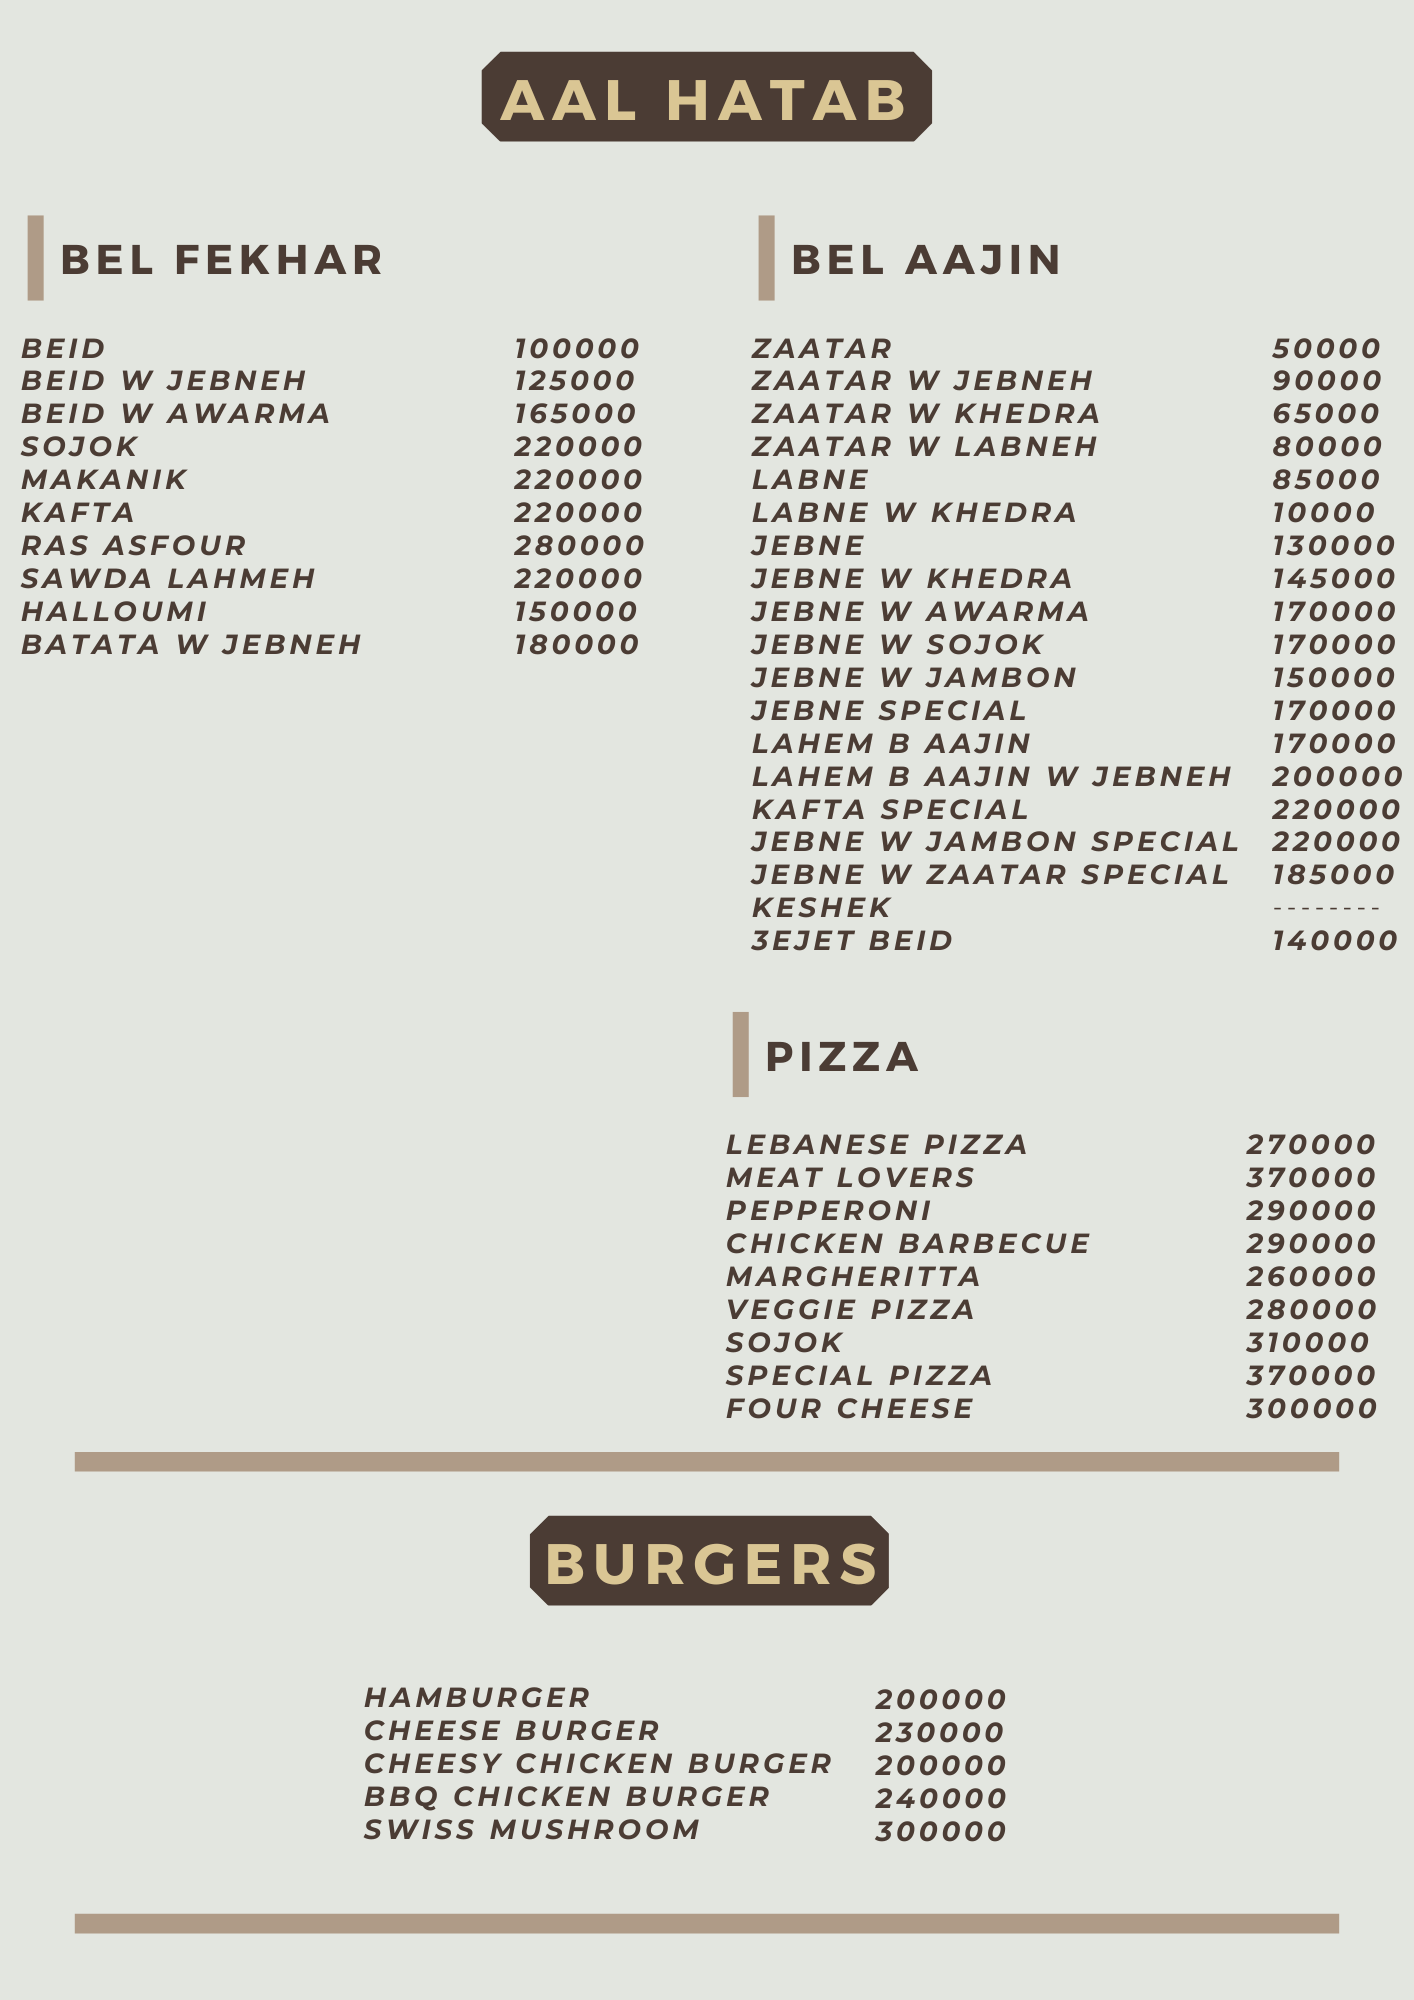 AAL HATAB
BEL FEKHAR
BEID 100000
BEID W JEBNEH 125000
BEID W AWARMA 165000
SOJOK 220000
MAKANIK 220000
KAFTA 220000
RAS ASFOUR 280000
SAWDA LAHMEH 220000
HALLOUMI 150000
BATATA W JEBNEH 180000
BEL AAJIN
ZAATAR 50000
ZAATAR W JEBNEH 90000
ZAATAR W KHEDRA 65000
ZAATAR W LABNEH 80000
LABNE 85000
LABNE W KHEDRA 10000
JEBNE 130000
JEBNE W KHEDRA 145000
JEBNE W AWARMA 170000
JEBNE W SOJOK 170000
JEBNE W JAMBON 150000
JEBNE SPECIAL 170000
LAHEM B AAJIN 170000
LAHEM B AAJIN W JEBNEH 200000
KAFTA SPECIAL 220000
JEBNE W JAMBON SPECIAL 220000
JEBNE W ZAATAR SPECIAL 185000
KESHEK --------
3EJET BEID 140000
PIZZA
LEBANESE PIZZA 270000
MEAT LOVERS 370000
PEPPERONI 290000
CHICKEN BARBECUE 290000
MARGHERITTA 260000
VEGGIE PIZZA 280000
SOJOK 310000
SPECIAL PIZZA 370000
FOUR CHEESE 300000
BURGERS
HAMBURGER 200000
CHEESE BURGER 230000
CHEESY CHICKEN BURGER 200000
BBQ CHICKEN BURGER 240000
SWISS MUSHROOM 300000